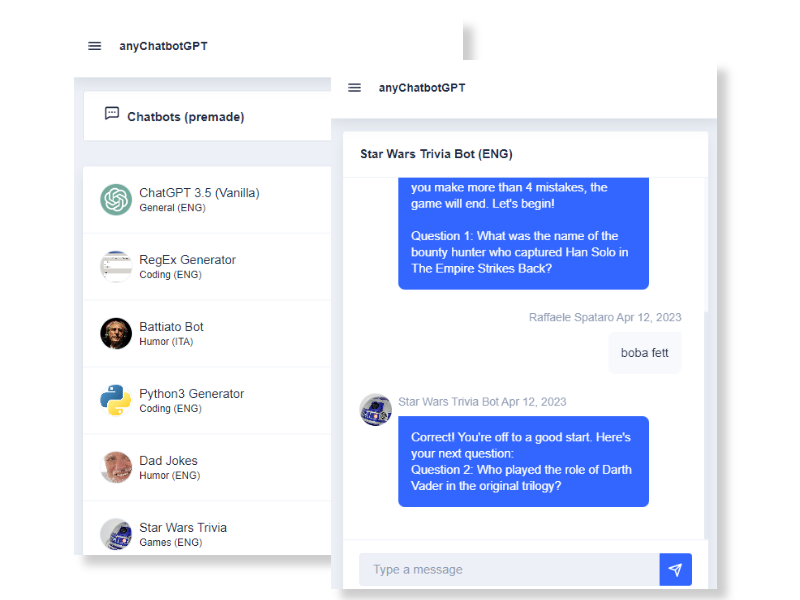 anyChatbotGPT
Chatbots (premade)
ChatGPT 3.5 (Vanilla)
General (ENG)
RegEx Generator
Coding (ENG)
Battiato Bot
Humor (ITA)
Python3 Generator
Coding (ENG)
Dad Jokes
Humor (ENG)
Star Wars Trivia
Games (ENG)
anyChatbotGPT
Star Wars Trivia Bot (ENG)
you make more than 4 mistakes, the
game will end. Let's begin!
Question 1: What was the name of the
bounty hunter who captured Han Solo in
The Empire Strikes Back?
Raffaele Spataro Apr 12, 2023
boba fett
Star Wars Trivia Bot Apr 12, 2023
Correct! You're off to a good start. Here's
your next question:
Question 2: Who played the role of Darth
Vader in the original trilogy?
Type a message